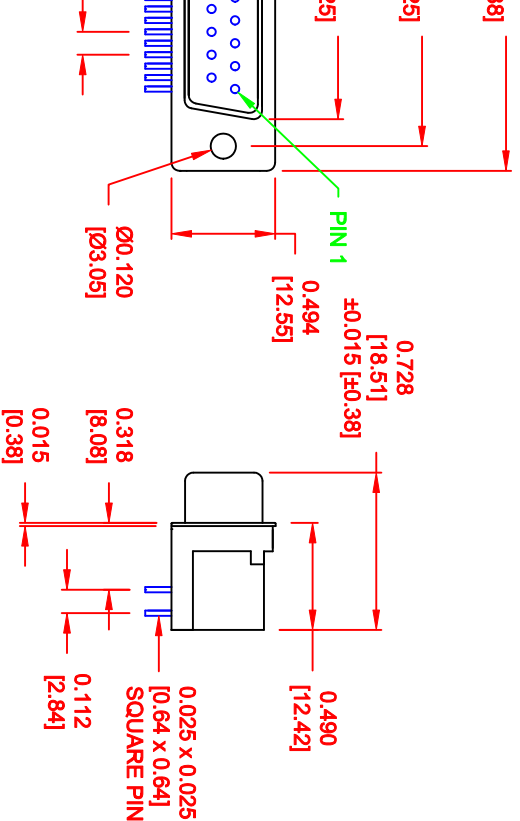 PIN 1
Ø0.120
[Ø3.05]
0.494
[12.55]
0.728
[18.51]
±0.015 [±0.38]
0.318
[8.08]
0.015
[0.38]
0.490
[12.42]
0.112
[2.84]
0.025 x 0.025
[0.64 x 0.64]
SQUARE PIN